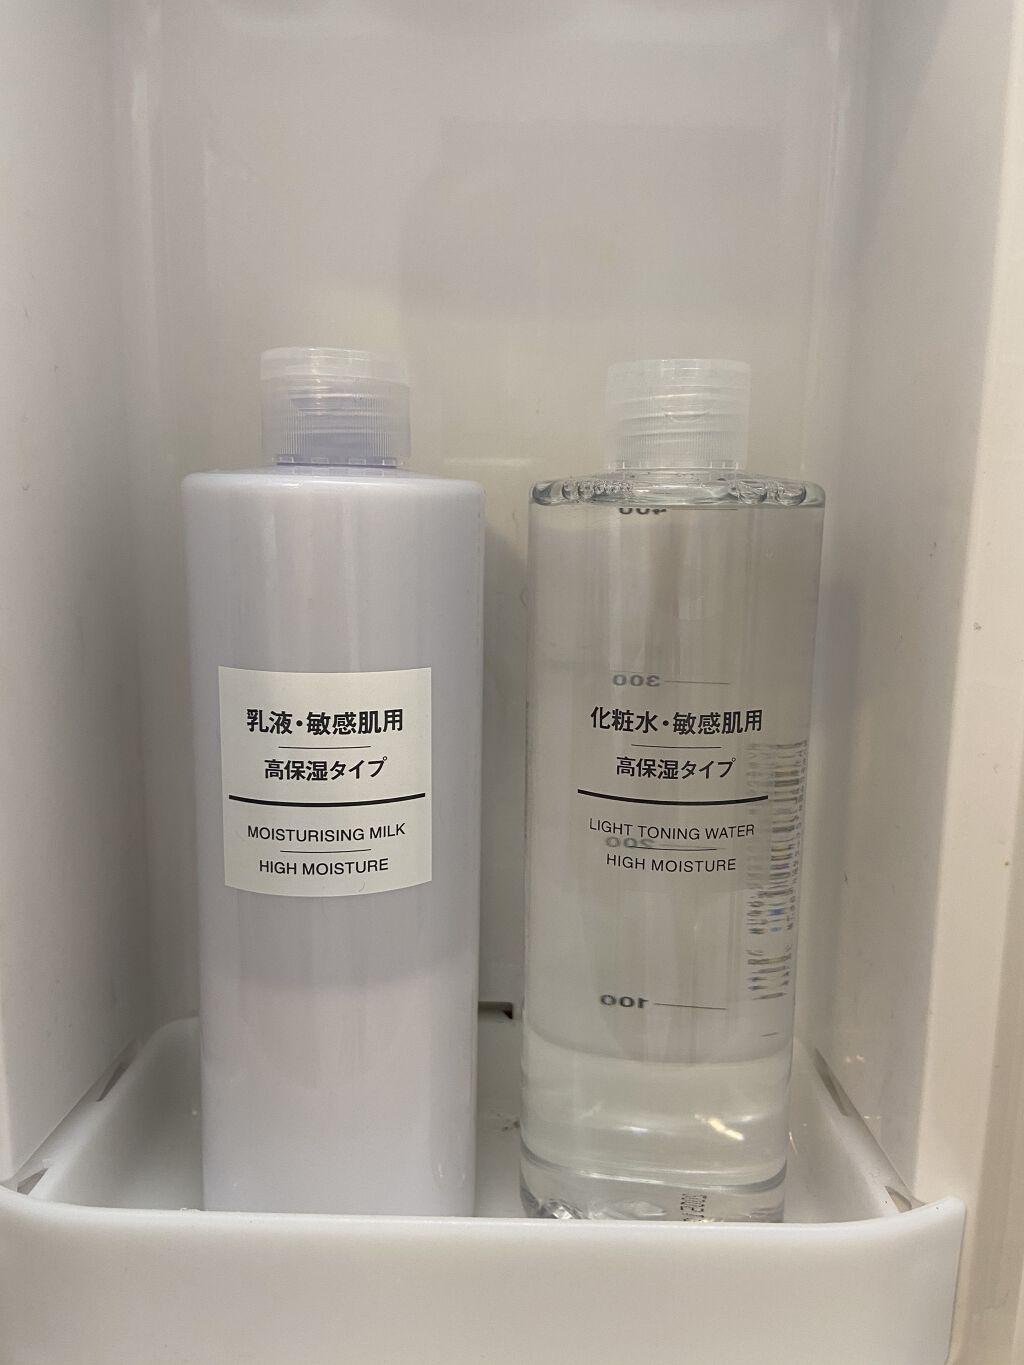 乳液・敏感肌用
高保湿タイプ
MOISTURISING MILK
HIGH MOISTURE
400
300
化粧水・敏感肌用
高保湿タイプ
LIGHT TONING WATER
200
HIGH MOISTURE
100